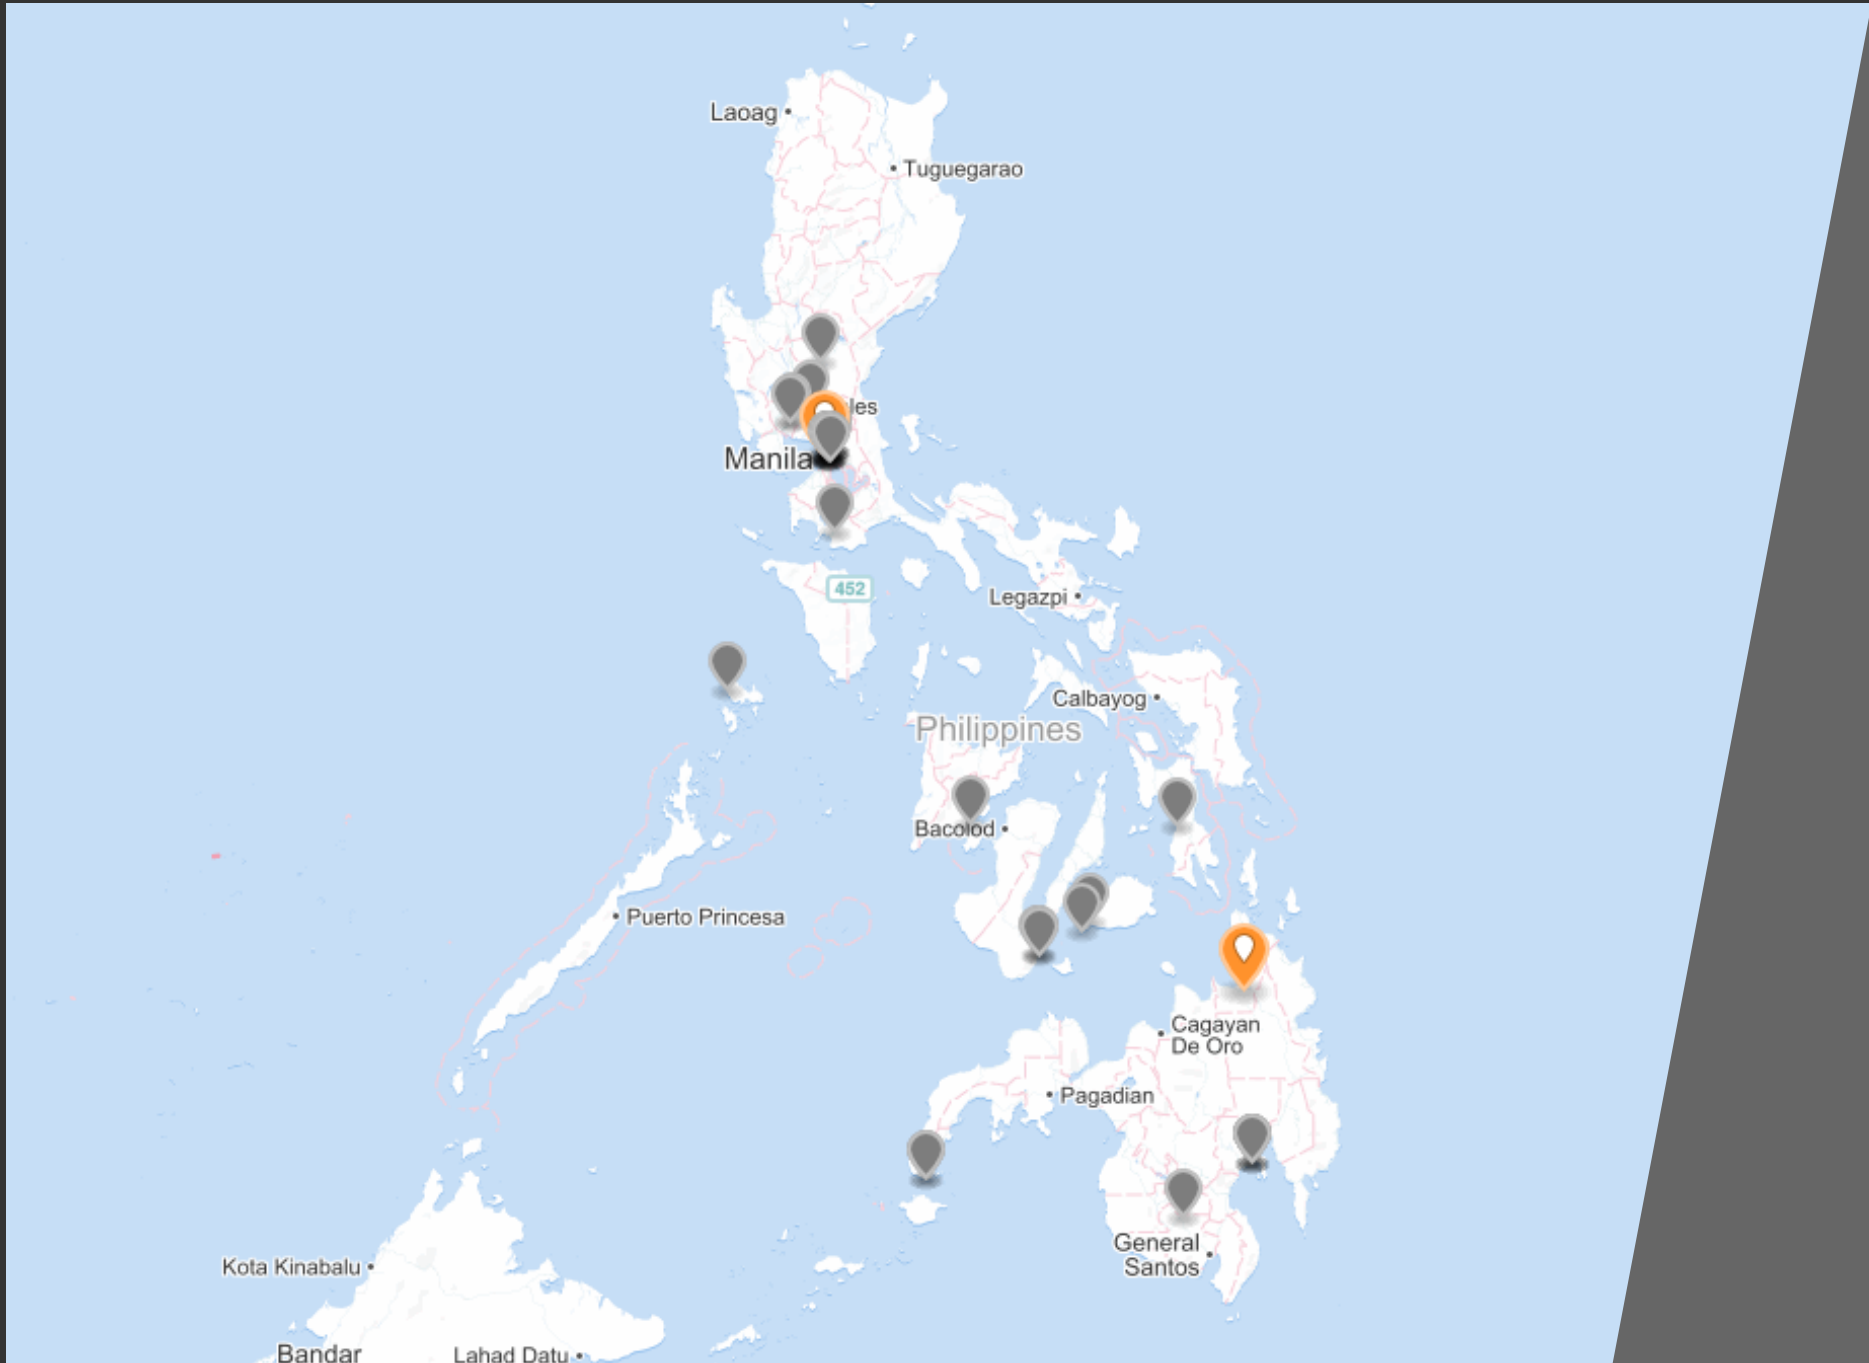 Laoag
Tuguegarao
les
Manila
452
Legazpi
Calbayog
Philippines
Bacolod
Puerto Princesa
Cagayan
De Oro
Pagadian
General
Santos
Kota Kinabalu
Bandar
Lahad Datu